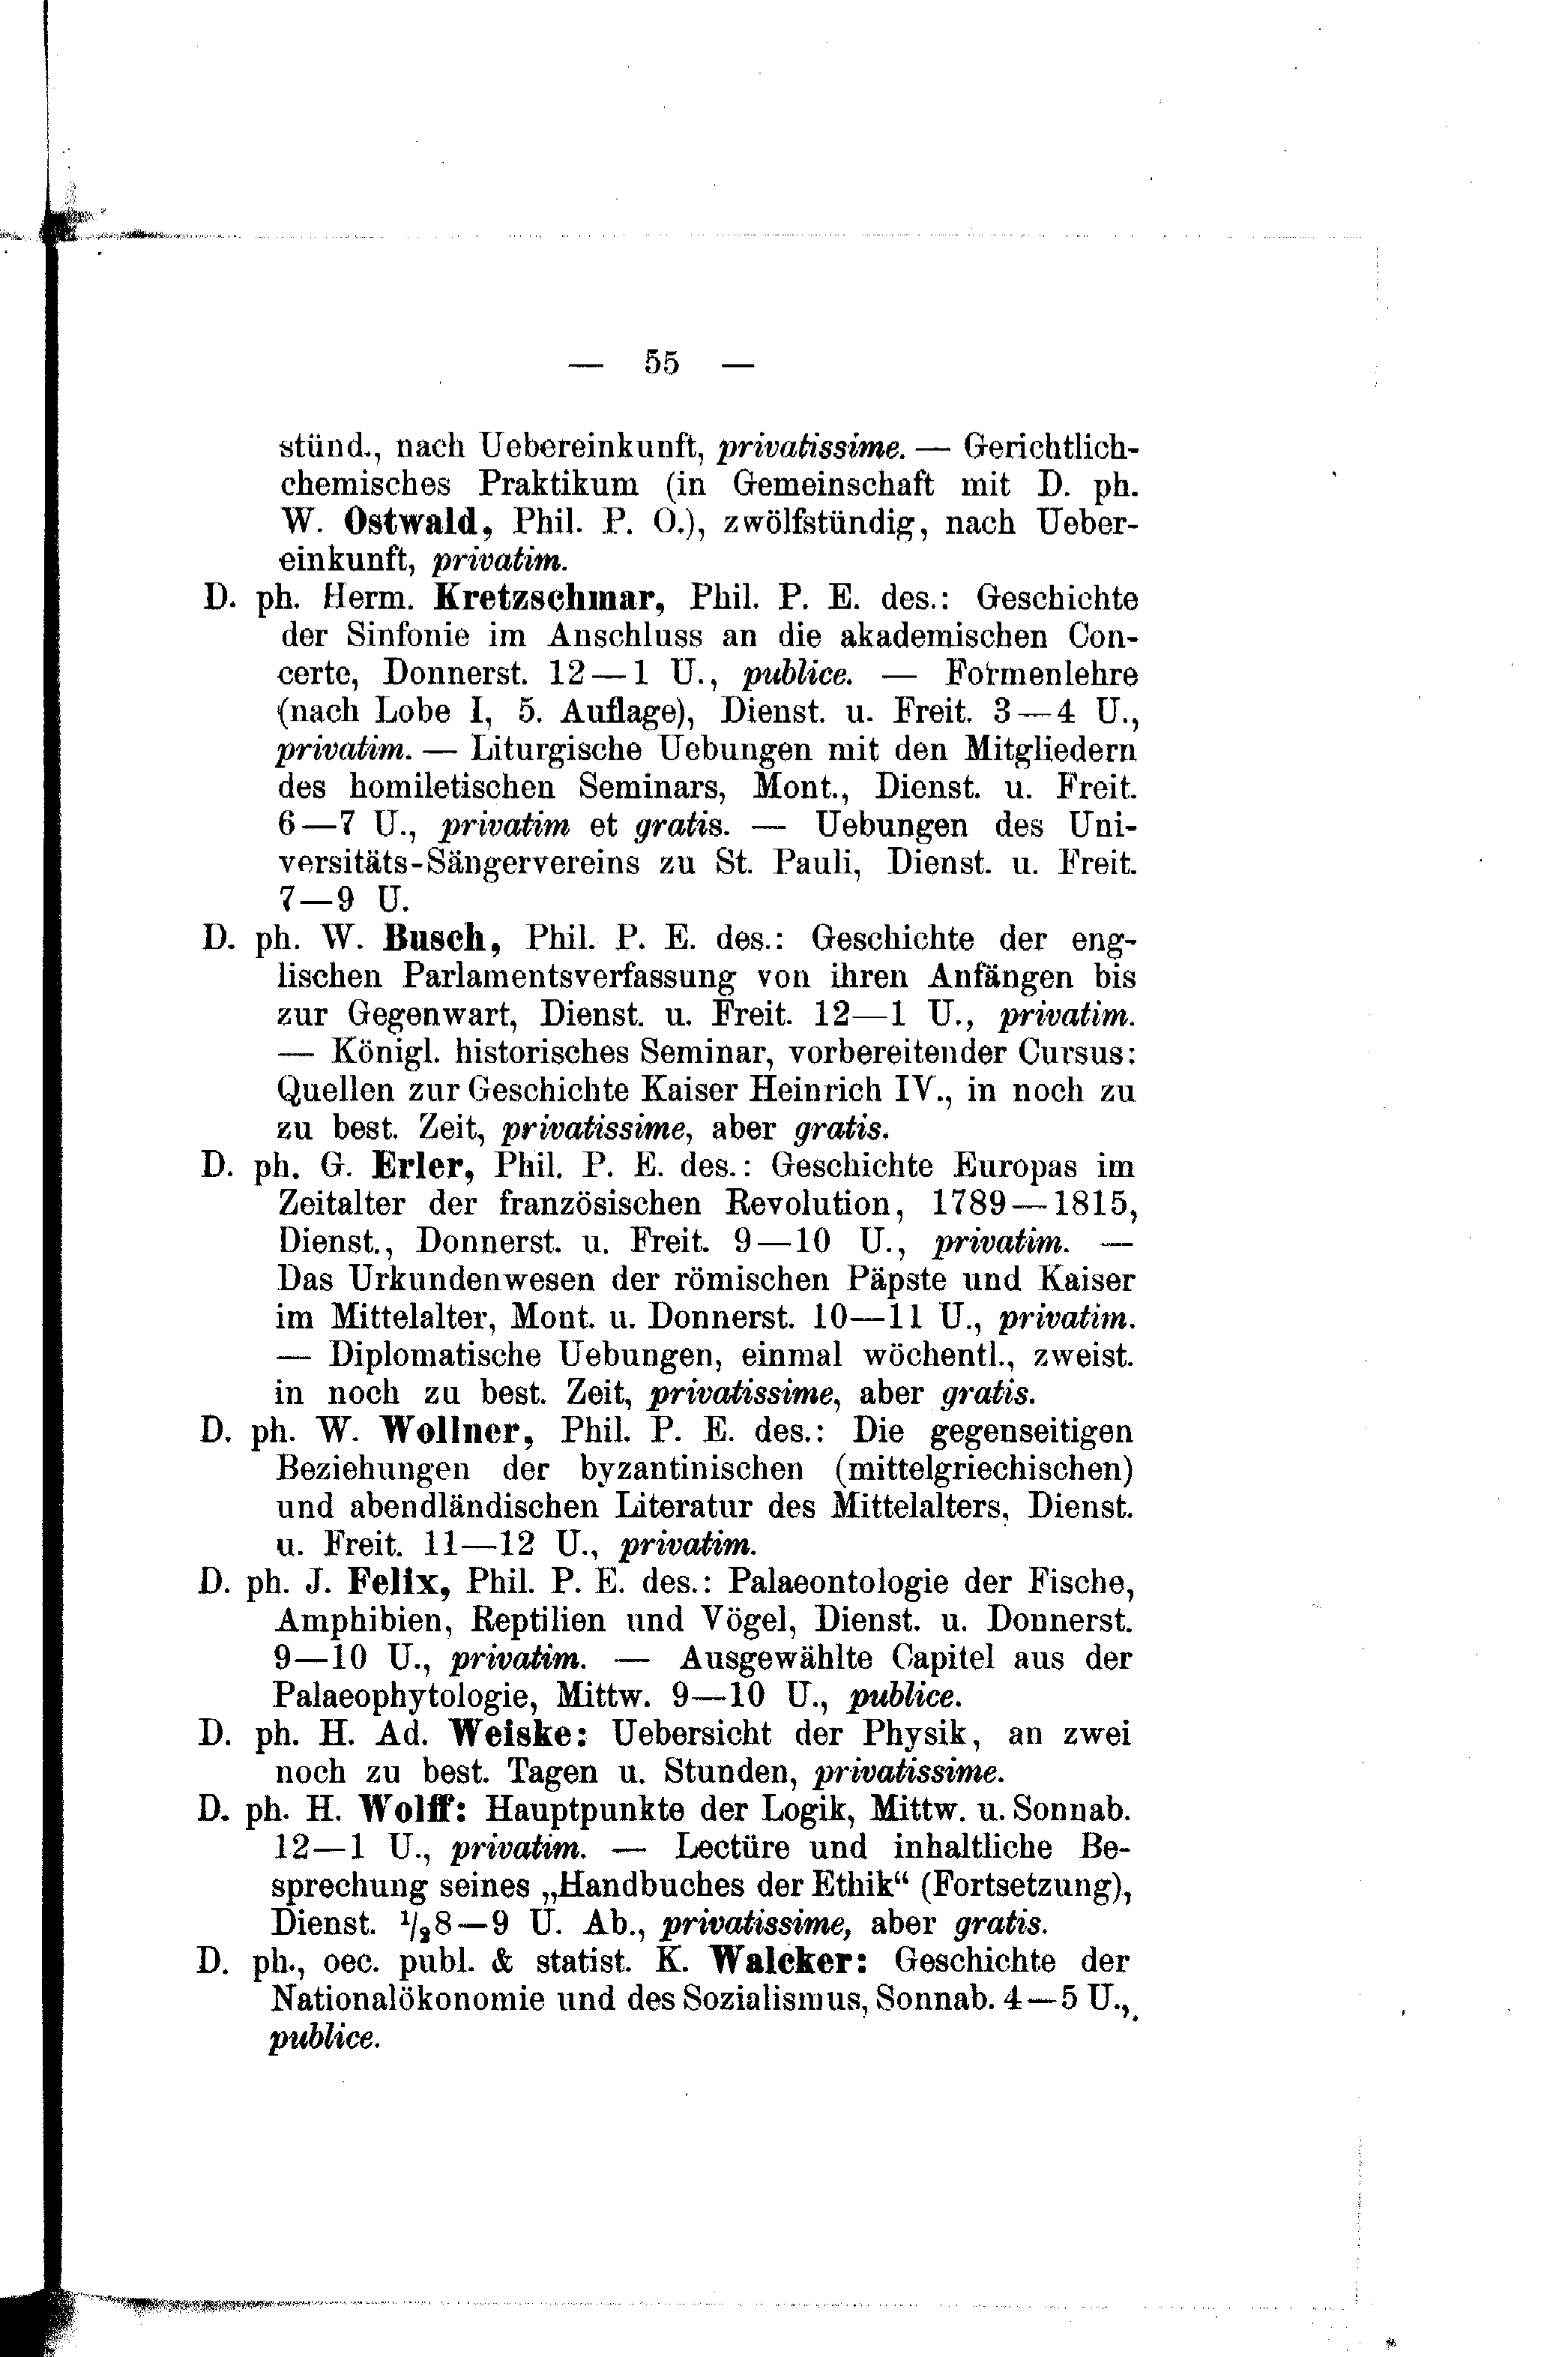 — 55 —
stünd., nach Uebereinkunft, privatissime. — Gerichtlich-
chemisches Praktikum (in Gemeinschaft mit D. ph.
W. Ostwald, Phil. P. O.), zwölfstündig, nach Ueber-
einkunft, privatim.
D. ph. Herm. Kretzschmar, Phil. P. E. des.: Geschichte
der Sinfonie im Anschluss an die akademischen Con-
certe, Donnerst. 12—1 U., publice. — Formenlehre
(nach Lobe I, 5. Auflage), Dienst. u. Freit. 3—4 U.,
privatim. — Liturgische Uebungen mit den Mitgliedern
des homiletischen Seminars, Mont., Dienst. u. Freit.
6—7 U., privatim et gratis. — Uebungen des Uni-
versitäts-Sängervereins zu St. Pauli, Dienst. u. Freit.
7—9 U.
D. ph. W. Busch, Phil. P. E. des.: Geschichte der eng-
lischen Parlamentsverfassung von ihren Anfängen bis
zur Gegenwart, Dienst. u. Freit. 12—1 U., privatim.
— Königl. historisches Seminar, vorbereitender Cursus:
Quellen zur Geschichte Kaiser Heinrich IV., in noch zu
zu best. Zeit, privatissime, aber gratis.
D. ph. G. Erler, Phil. P. E. des.: Geschichte Europas im
Zeitalter der französischen Revolution, 1789—1815,
Dienst., Donnerst. u. Freit. 9—10 U., privatim. —
Das Urkundenwesen der römischen Päpste und Kaiser
im Mittelalter, Mont. u. Donnerst. 10—11 U., privatim.
— Diplomatische Uebungen, einmal wöchentl., zweist.
in noch zu best. Zeit, privatissime, aber gratis.
D. ph. W. Wollner, Phil. P. E. des.: Die gegenseitigen
Beziehungen der byzantinischen (mittelgriechischen)
und abendländischen Literatur des Mittelalters, Dienst.
u. Freit. 11—12 U., privatim.
D. ph. J. Felix, Phil. P. E. des.: Palaeontologie der Fische,
Amphibien, Reptilien und Vögel, Dienst. u. Donnerst.
9—10 U., privatim. — Ausgewählte Capitel aus der
Palaeophytologie, Mittw. 9—10 U., publice.
D. ph. H. Ad. Weiske: Uebersicht der Physik, an zwei
noch zu best. Tagen u. Stunden, privatissime.
D. ph. H. Wolff: Hauptpunkte der Logik, Mittw. u. Sonnab.
12—1 U., privatim. — Lectüre und inhaltliche Be-
sprechung seines „Handbuches der Ethik“ (Fortsetzung),
Dienst. ½8—9 U. Ab., privatissime, aber gratis.
D. ph., oec. publ. & statist. K. Walcker: Geschichte der
Nationalökonomie und des Sozialismus, Sonnab. 4—5 U.,
publice.